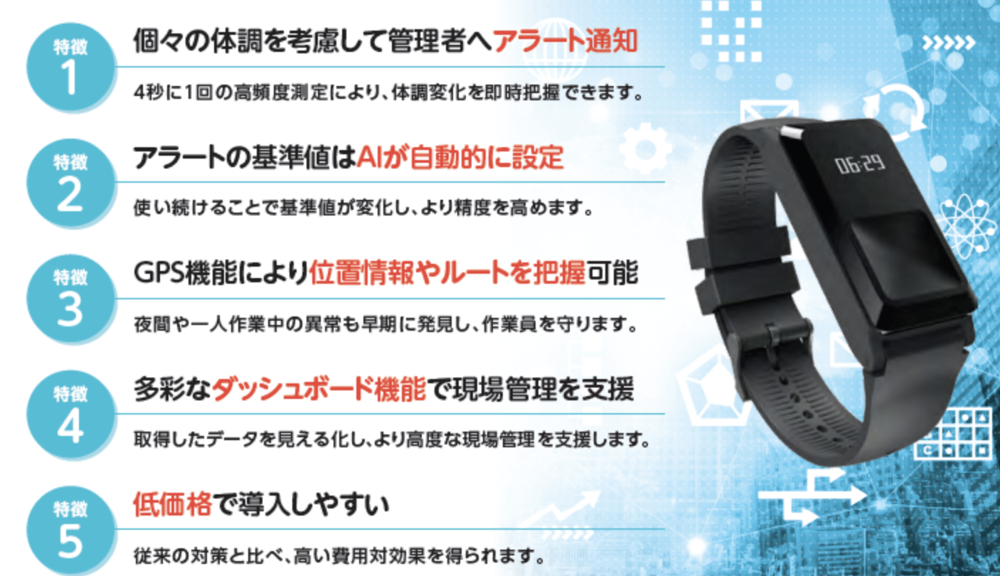 特徴
1
個々の体調を考慮して管理者へアラート通知
4秒に1回の高頻度測定により、体調変化を即時把握できます。
特徴
2
アラートの基準値はAIが自動的に設定
使い続けることで基準値が変化し、より精度を高めます。
特徴
3
GPS機能により位置情報やルートを把握可能
夜間や一人作業中の異常も早期に発見し、作業員を守ります。
特徴
4
多彩なダッシュボード機能で現場管理を支援
取得したデータを見える化し、より高度な現場管理を支援します。
特徴
5
低価格で導入しやすい
従来の対策と比べ、高い費用対効果を得られます。
06:29
C